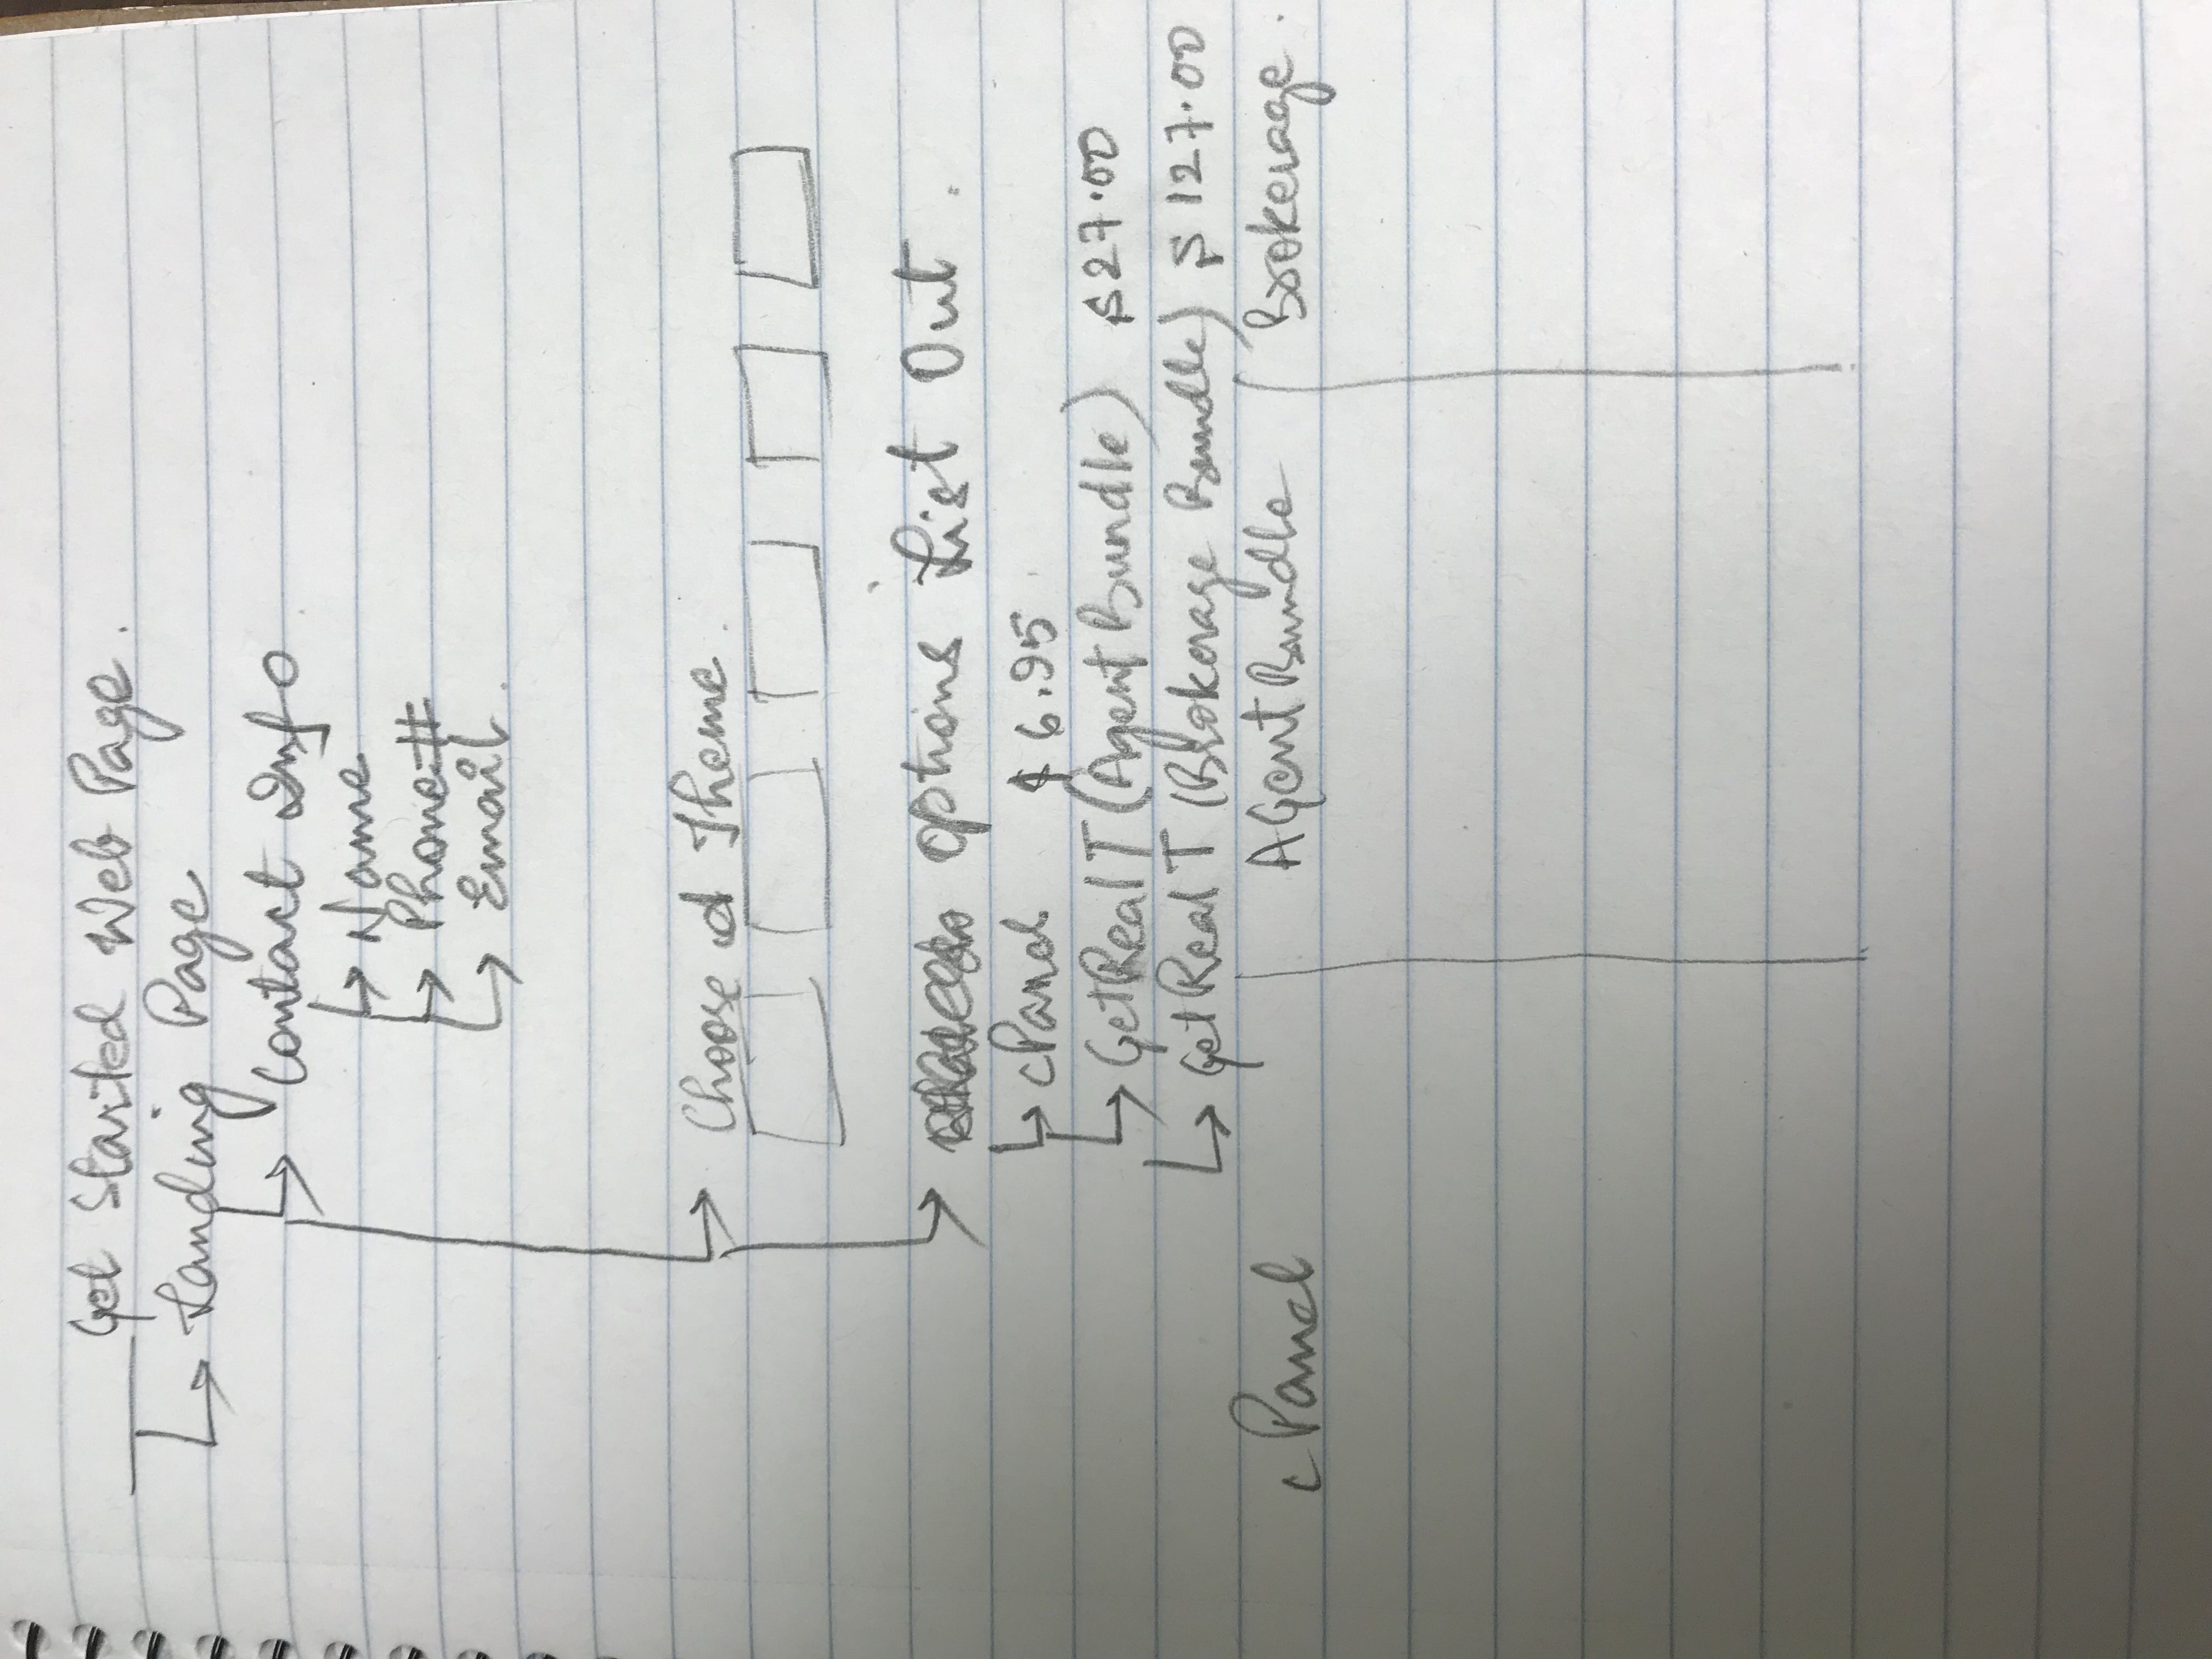 Get Started Web Page.
Landing Page
Contact Info
Name
Phone#
Email.
Choose A Theme.
Options List Out.
cPanel $6.95
GetRealT (Agent Bundle) $27.00
GetRealT (Brokerage Bundle) $127.00
cPanel AGent Bundle Brokerage.